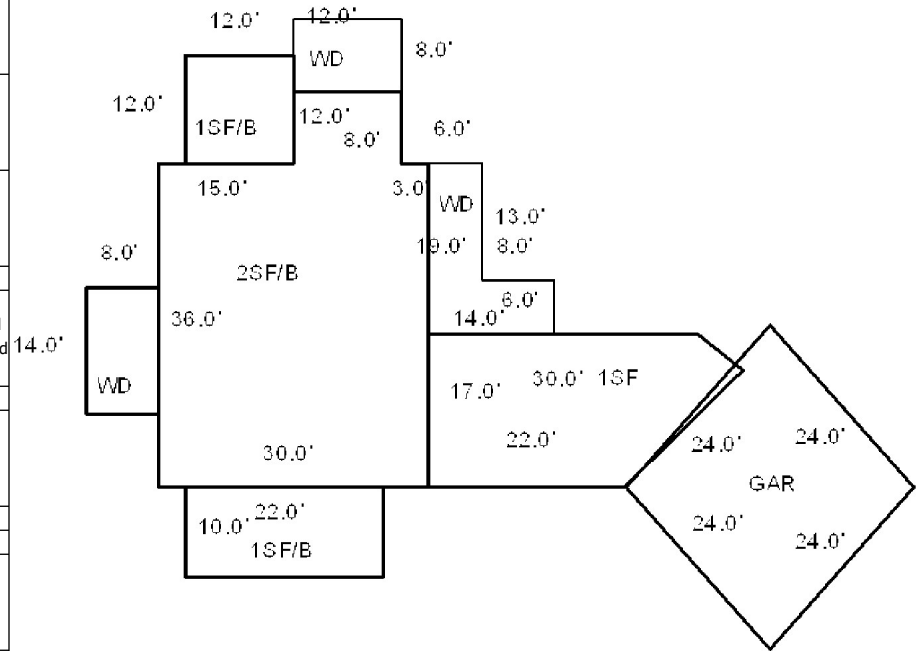 12.0' 12.0'
WD 8.0'
12.0' 1SF/B 12.0' 8.0' 6.0'
15.0' 3.0'
WD 13.0'
19.0' 8.0'
8.0' 2SF/B
6.0'
36.0' 14.0'
d 14.0'
WD 17.0' 30.0' 1SF
22.0' 24.0' 24.0'
30.0'
GAR
10.0' 22.0' 24.0' 24.0'
1SF/B